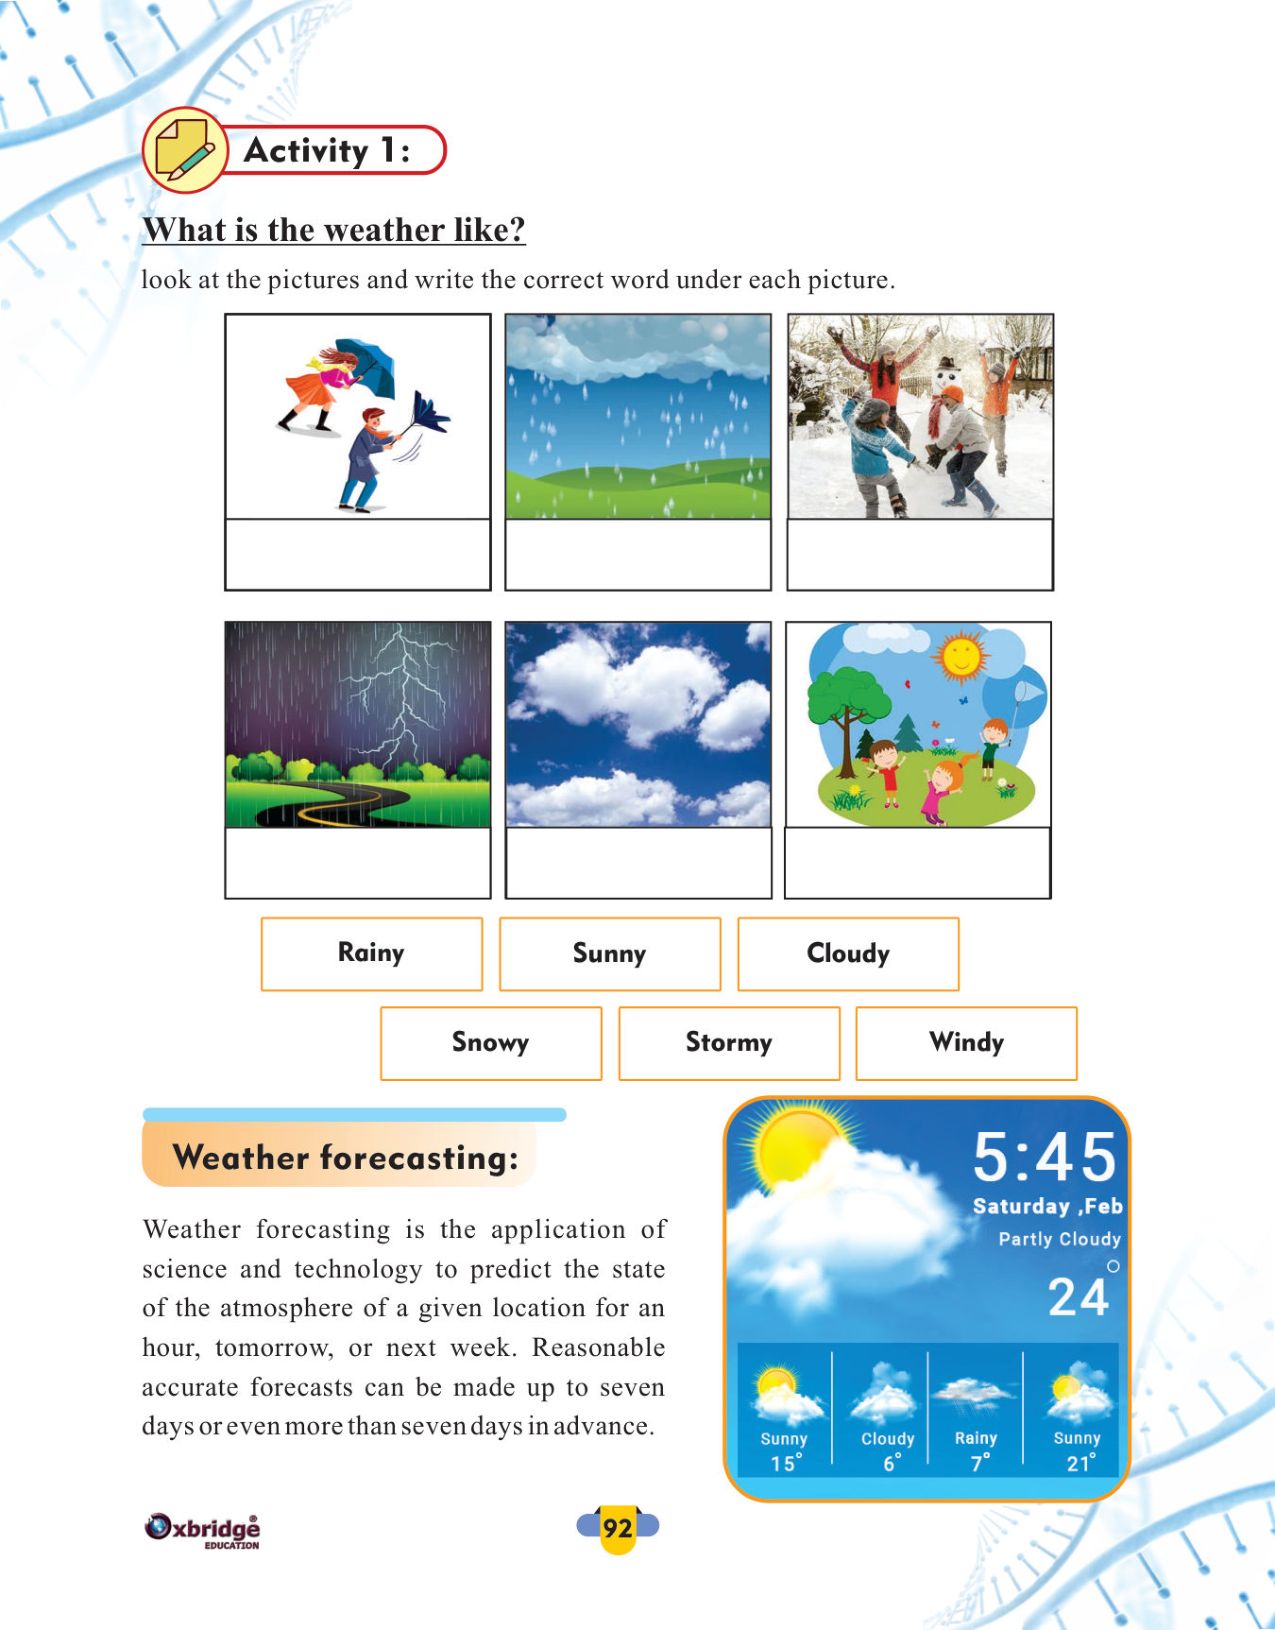 Activity 1:
What is the weather like?
look at the pictures and write the correct word under each picture.
Rainy
Sunny
Cloudy
Snowy
Stormy
Windy
Weather forecasting:
Weather forecasting is the application of
science and technology to predict the state
of the atmosphere of a given location for an
hour, tomorrow, or next week. Reasonable
accurate forecasts can be made up to seven
days or even more than seven days in advance.
5:45
Saturday ,Feb
Partly Cloudy
24°
Sunny
15°
Cloudy
6°
Rainy
7°
Sunny
21°
Oxbridge®
EDUCATION
92